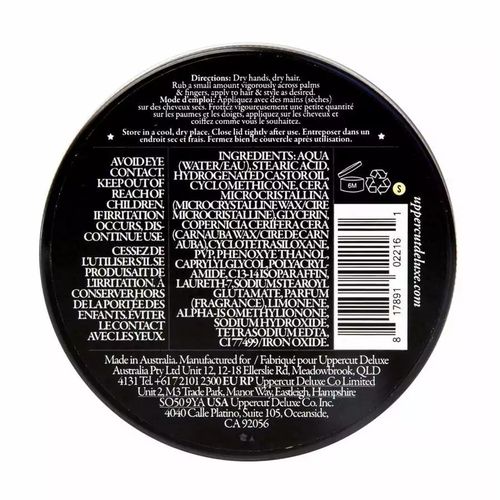 Directions: Dry hands, dry hair.
Rub a small amount vigorously across palms
& fingers, apply to hair & style as desired.
Mode d'emploi: Appliquez avec des mains (sèches)
sur des cheveux secs. Frottez vigoureusement une petite quantité
sur les paumes et les doigts, appliquez sur les cheveux et coiffez
comme vous le souhaitez.
Store in a cool, dry place. Close lid tightly after use. Entreposer dans un
endroit sec et frais. Fermez bien le couvercle après utilisation.
AVOID EYE
CONTACT.
KEEP OUT OF
REACH OF
CHILDREN.
IF IRRITATION
OCCURS, DIS-
CONTINUE USE.
CESSEZ DE
L'UTILISER S'IL SE
PRODUISAIT DE
L'IRRITATION. À
CONSERVER HORS
DE LA PORTÉE DES
ENFANTS. ÉVITER
LE CONTACT
AVEC LES YEUX.
INGREDIENTS: AQUA
(WATER/EAU), STEARIC ACID,
HYDROGENATED CASTOR OIL,
CYCLOMETHICONE, CERA
MICROCRISTALLINA
(MICROCRYSTALLINE WAX/CIRE
MICROCRISTALLINE), GLYCERIN,
COPERNICIA CERIFERA CERA
(CARNAUBA WAX/CIRE DE CARN
AUBA), CYCLOTETRASILOXANE,
PVP, PHENOXYETHANOL,
CAPRYLYL GLYCOL, POLYACRYL
AMIDE, C13-14 ISOPARAFFIN,
LAURETH-7, SODIUM STEAROYL
GLUTAMATE, PARFUM
(FRAGRANCE), LIMONENE,
ALPHA-ISOMETHYL IONONE,
SODIUM HYDROXIDE,
TETRASODIUM EDTA,
CI 77499/IRON OXIDE.
6M
S
8 17891 02216 1
uppercutdeluxe.com
Made in Australia. Manufactured for / Fabriqué pour Uppercut Deluxe
Australia Pty Ltd Unit 12, 12-18 Ellerslie Rd, Meadowbrook, QLD
4131 Tel +61 7 2101 2300 EU RP Uppercut Deluxe Co Limited
Unit 2, M3 Trade Park, Manor Way, Eastleigh, Hampshire
SO50 9YA USA Uppercut Deluxe Co Inc.
4040 Calle Platino, Suite 105, Oceanside,
CA 92056